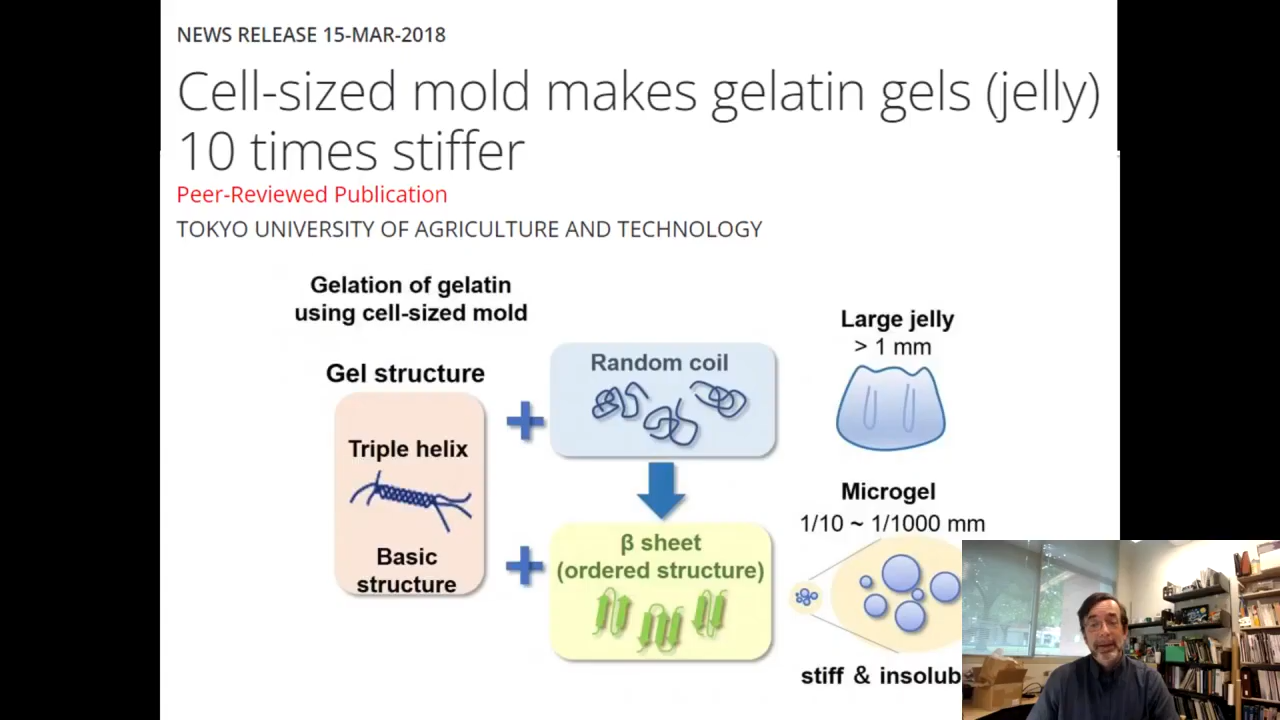 NEWS RELEASE 15-MAR-2018
Cell-sized mold makes gelatin gels (jelly)
10 times stiffer
Peer-Reviewed Publication
TOKYO UNIVERSITY OF AGRICULTURE AND TECHNOLOGY
Gelation of gelatin
using cell-sized mold
Gel structure
Triple helix
Basic
structure
+
Random coil
+
β sheet
(ordered structure)
Large jelly
> 1 mm
Microgel
1/10 ~ 1/1000 mm
stiff & insolub